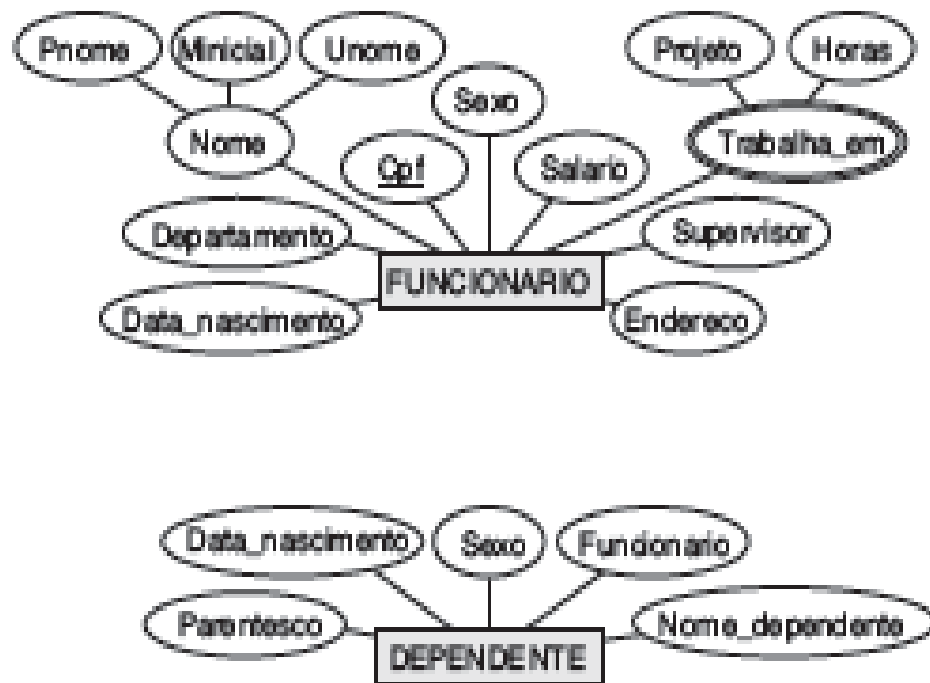 Pnome
Minicial
Unome
Projeto
Horas
Sexo
Nome
Trabalha_em
Cpf
Salario
Departamento
Supervisor
FUNCIONARIO
Data_nascimento
Endereco
Data_nascimento
Sexo
Funcionario
Parentesco
Nome_dependente
DEPENDENTE